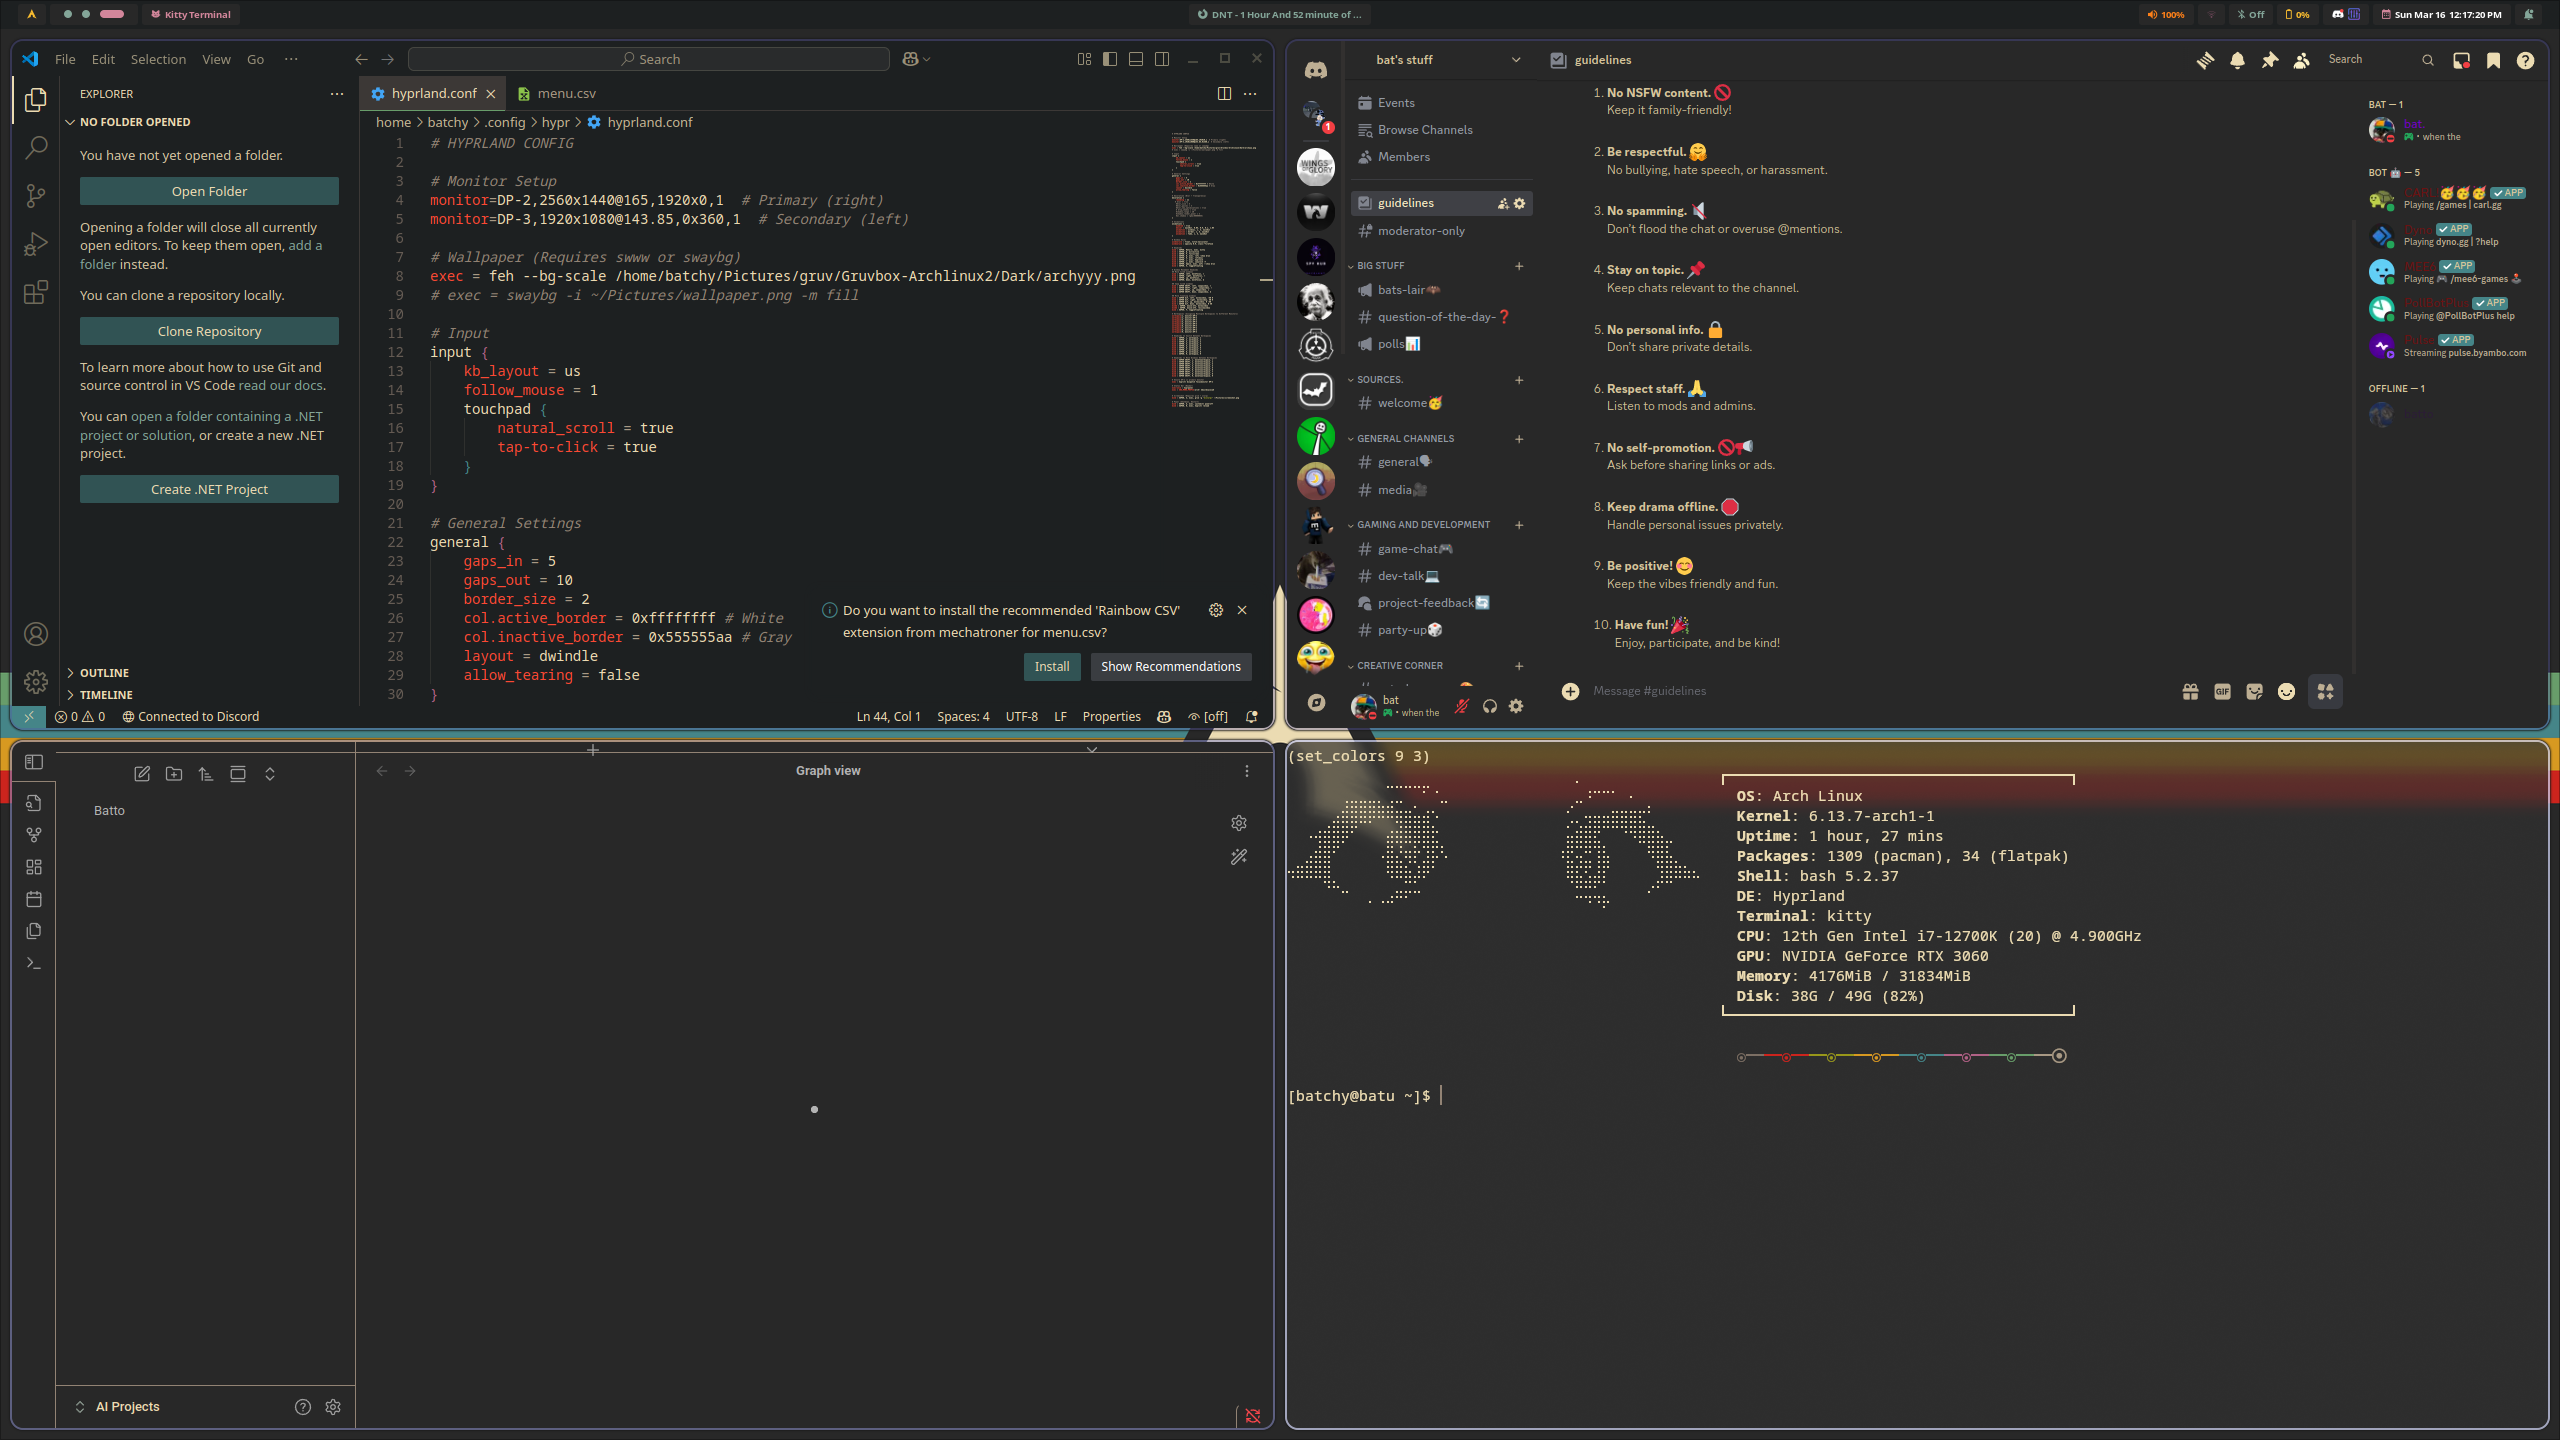 Kitty Terminal
DNT - 1 Hour And 52 minute of ...
100%
Off
0%
Sun Mar 16 12:17:20 PM
File Edit Selection View Go ...
Search
EXPLORER
NO FOLDER OPENED
You have not yet opened a folder.
Open Folder
Opening a folder will close all currently
open editors. To keep them open, add a
folder instead.
You can clone a repository locally.
Clone Repository
To learn more about how to use Git and
source control in VS Code read our docs.
You can open a folder containing a .NET
project or solution, or create a new .NET
project.
Create .NET Project
OUTLINE
TIMELINE
hyprland.conf
menu.csv
home > batchy > .config > hypr > hyprland.conf
1 # HYPRLAND CONFIG
2
3 # Monitor Setup
4 monitor=DP-2,2560x1440@165,1920x0,1 # Primary (right)
5 monitor=DP-3,1920x1080@143.85,0x360,1 # Secondary (left)
6
7 # Wallpaper (Requires swww or swaybg)
8 exec = feh --bg-scale /home/batchy/Pictures/gruv/Gruvbox-Archlinux2/Dark/archyyy.png
9 # exec = swaybg -i ~/Pictures/wallpaper.png -m fill
10
11 # Input
12 input {
13 kb_layout = us
14 follow_mouse = 1
15 touchpad {
16 natural_scroll = true
17 tap-to-click = true
18 }
19 }
20
21 # General Settings
22 general {
23 gaps_in = 5
24 gaps_out = 10
25 border_size = 2
26 col.active_border = 0xffffffff # White
27 col.inactive_border = 0x555555aa # Gray
28 layout = dwindle
29 allow_tearing = false
30 }
Do you want to install the recommended 'Rainbow CSV'
extension from mechatroner for menu.csv?
Install
Show Recommendations
0 0 Connected to Discord
Ln 44, Col 1 Spaces: 4 UTF-8 LF Properties [off]
WINGS OF GLORY
1
bat's stuff
Events
Browse Channels
Members
guidelines
moderator-only
BIG STUFF
bats-lair🦇
question-of-the-day-❓
polls📊
SOURCES.
welcome🥳
GENERAL CHANNELS
general🗣
media🎥
GAMING AND DEVELOPMENT
game-chat🎮
dev-talk💻
project-feedback🔄
party-up🎲
CREATIVE CORNER
bat
when the
guidelines
Search
1. No NSFW content. 🚫
Keep it family-friendly!
2. Be respectful. 🤗
No bullying, hate speech, or harassment.
3. No spamming. 🔇
Don't flood the chat or overuse @mentions.
4. Stay on topic. 📌
Keep chats relevant to the channel.
5. No personal info. 🔒
Don't share private details.
6. Respect staff. 🙏
Listen to mods and admins.
7. No self-promotion. 🚫📢
Ask before sharing links or ads.
8. Keep drama offline. 🛑
Handle personal issues privately.
9. Be positive! 😊
Keep the vibes friendly and fun.
10. Have fun! 🎉
Enjoy, participate, and be kind!
Message #guidelines
GIF
BAT — 1
bat
🎮 • when the
BOT 🤖 — 5
🥳🥳🥳 APP
Playing /games | carl.gg
Dyno APP
Playing dyno.gg | ?help
MEE6 APP
Playing 🎮 /mee6-games 🕹
PollBotPlus APP
Playing @PollBotPlus help
Pulse APP
Streaming pulse.byambo.com
OFFLINE — 1
Batto
AI Projects
Graph view
(set_colors 9 3)
OS: Arch Linux
Kernel: 6.13.7-arch1-1
Uptime: 1 hour, 27 mins
Packages: 1309 (pacman), 34 (flatpak)
Shell: bash 5.2.37
DE: Hyprland
Terminal: kitty
CPU: 12th Gen Intel i7-12700K (20) @ 4.900GHz
GPU: NVIDIA GeForce RTX 3060
Memory: 4176MiB / 31834MiB
Disk: 38G / 49G (82%)
[batchy@batu ~]$